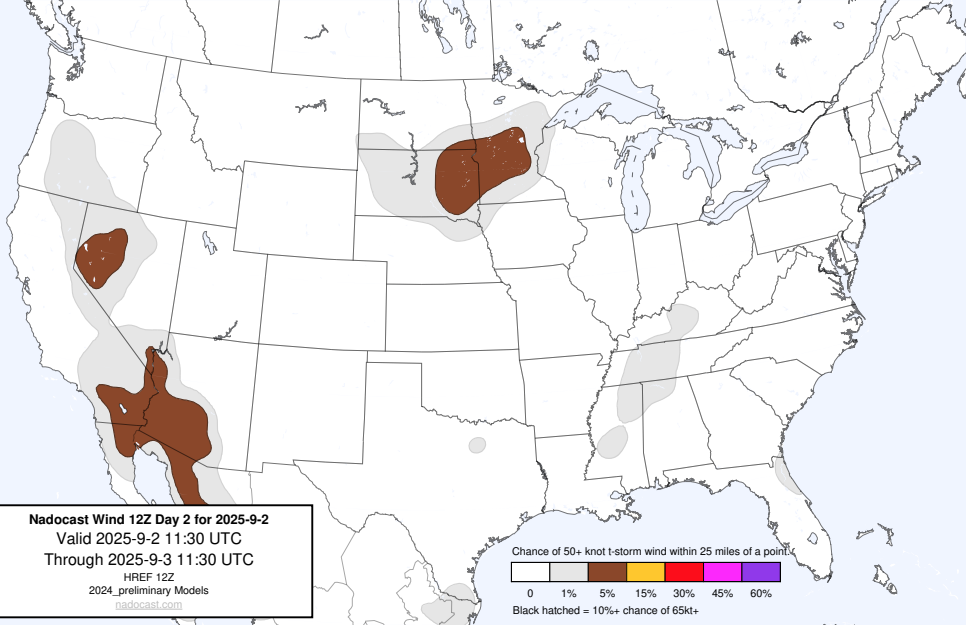 Nadocast Wind 12Z Day 2 for 2025-9-2
Valid 2025-9-2 11:30 UTC
Through 2025-9-3 11:30 UTC
HREF 12Z
2024_preliminary Models
nadocast.com
Chance of 50+ knot t-storm wind within 25 miles of a point.
0 1% 5% 15% 30% 45% 60%
Black hatched = 10%+ chance of 65kt+